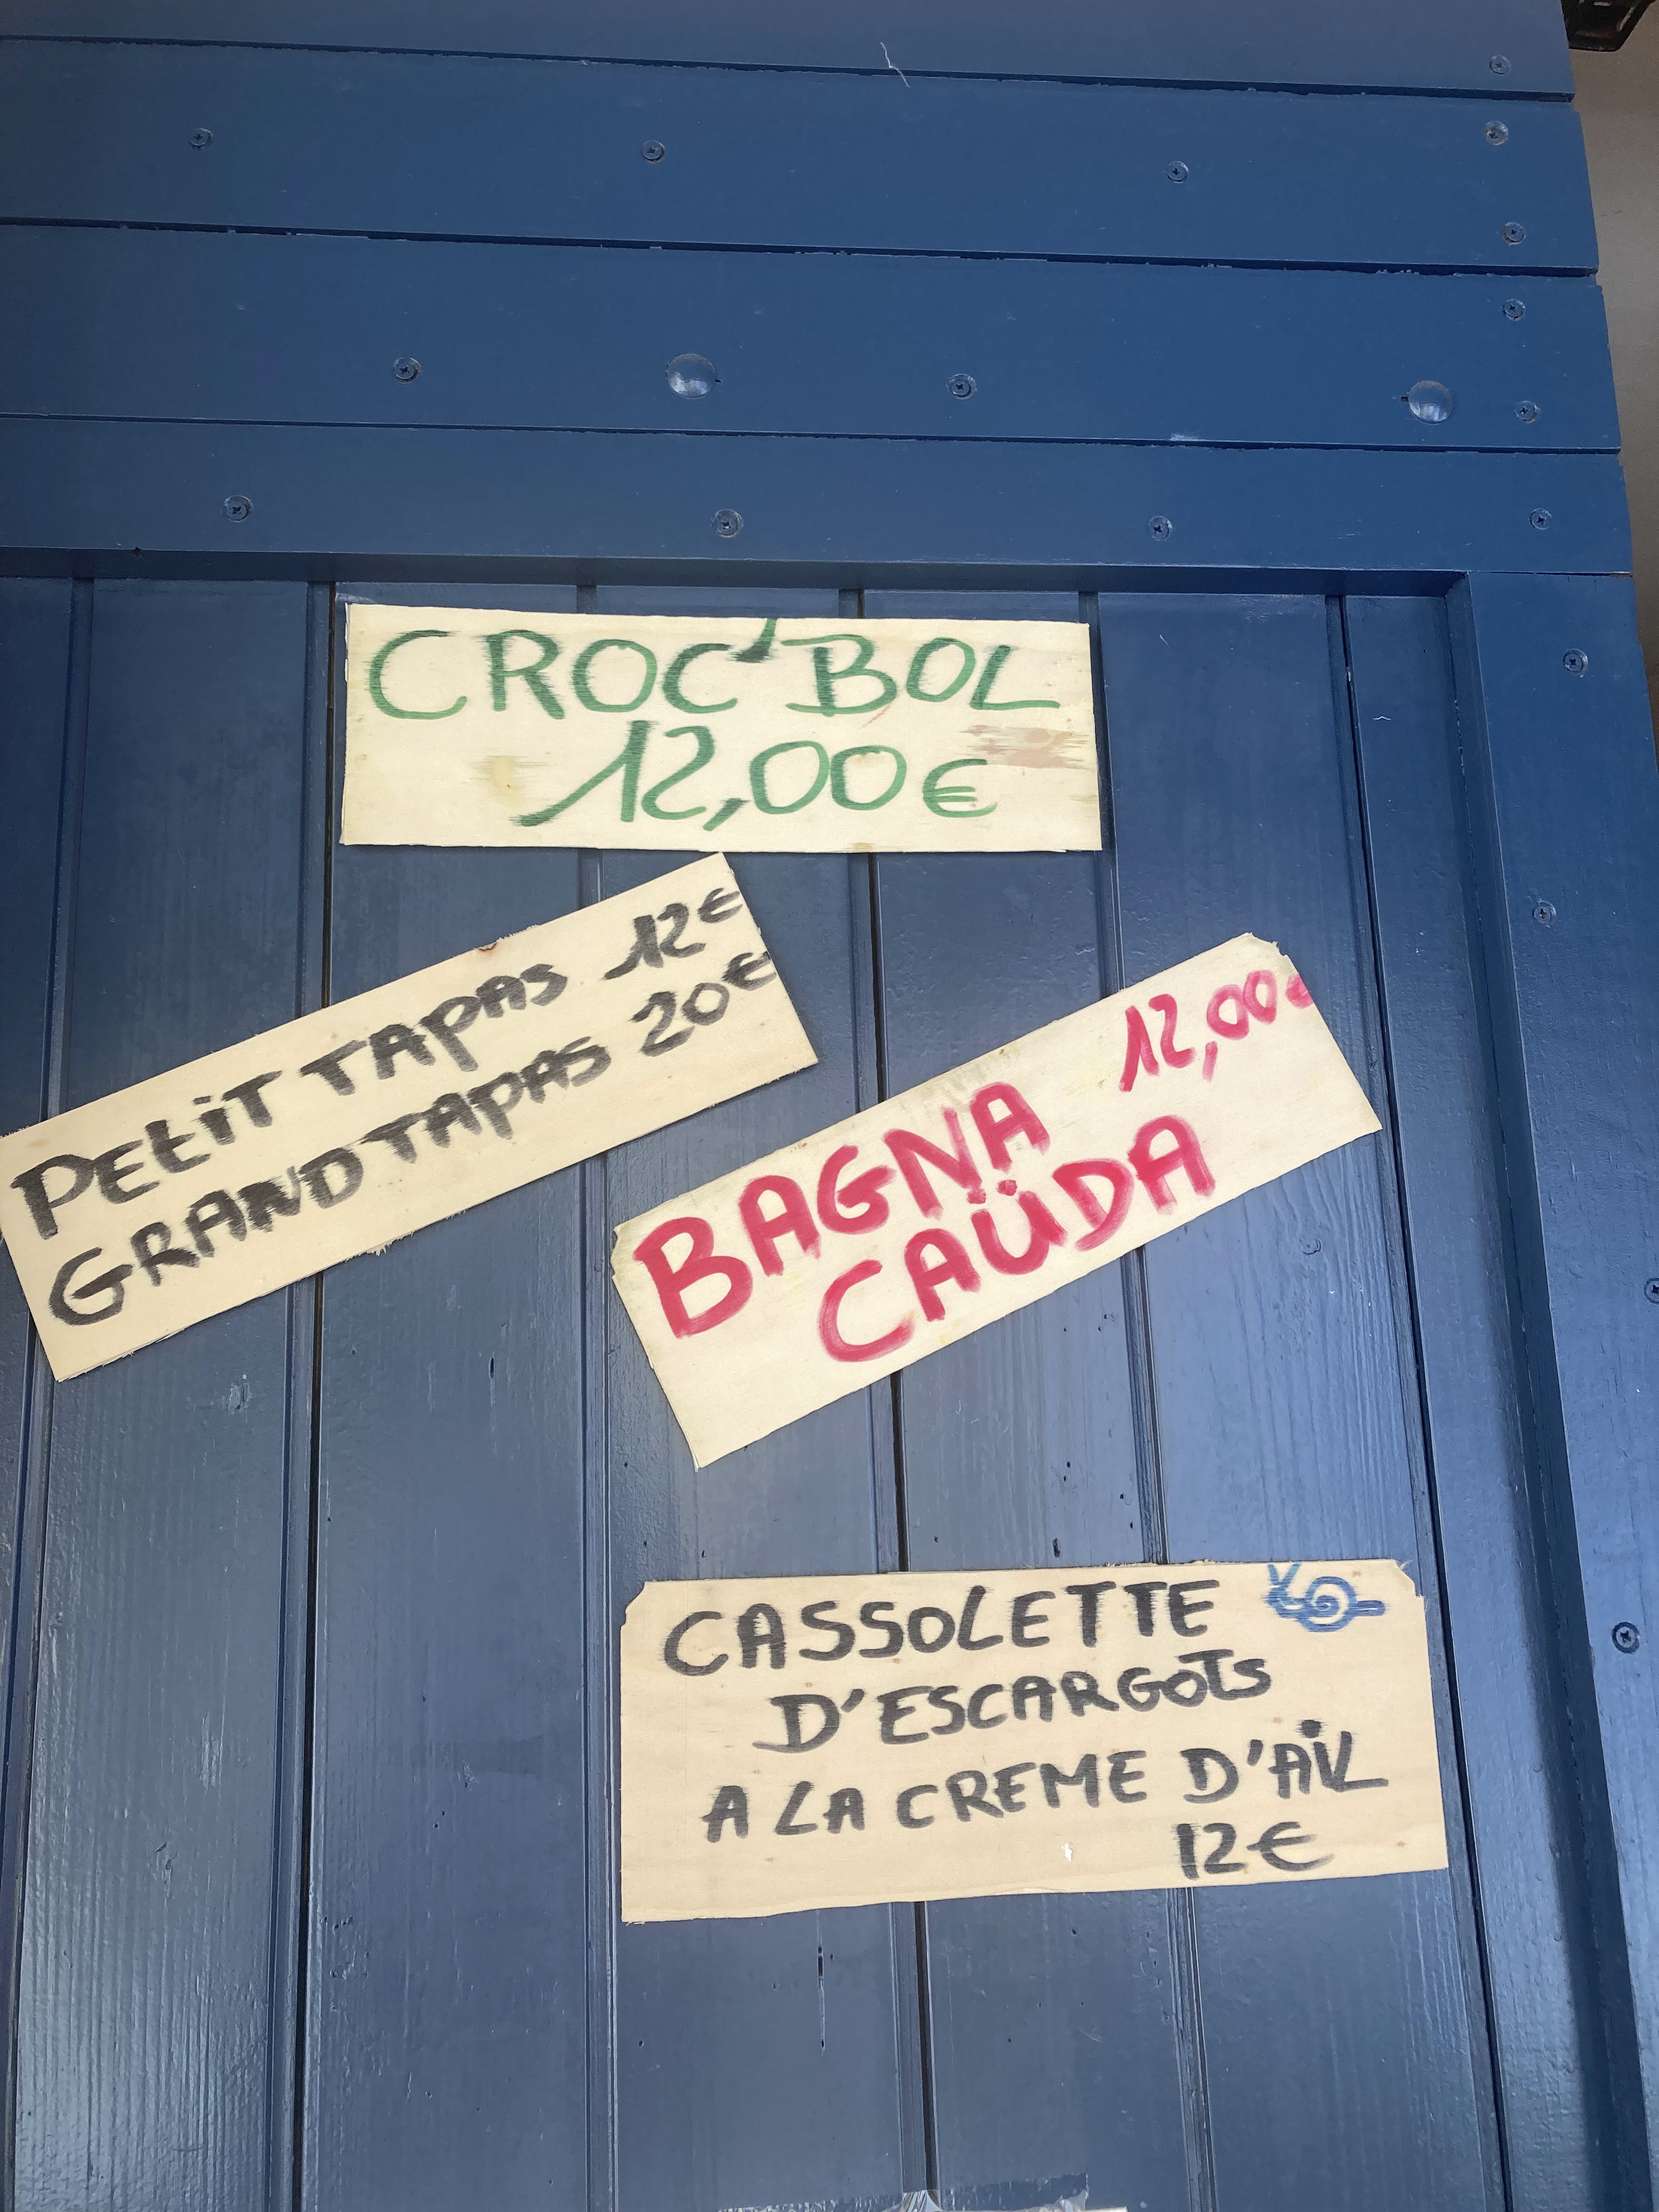 CROC'BOL
12,00€
PEtiT TAPAS 12€
GRAND TAPAS 20€
BAGNA 12,00€
CAÜDA
CASSOLETTE
D'ESCARGOTS
A LA CREME D'AiL
12€